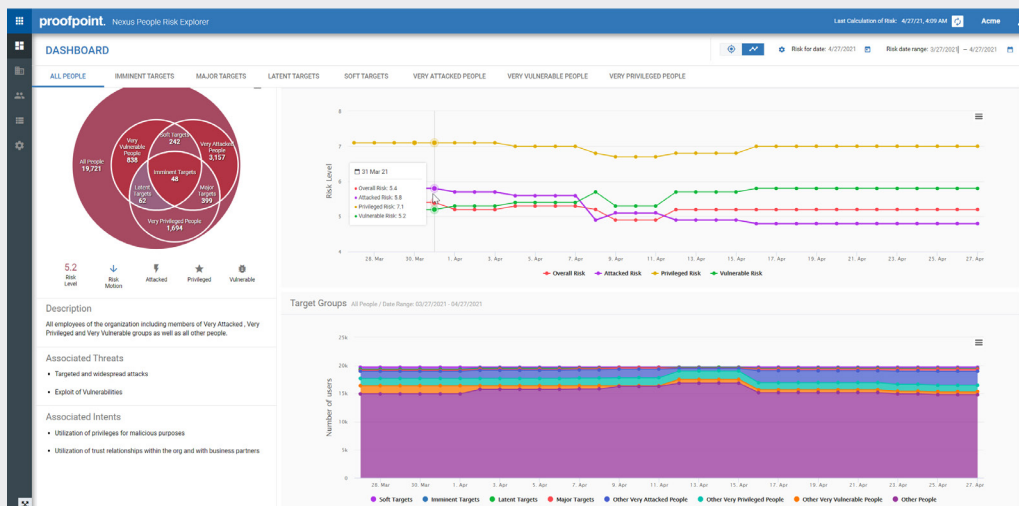 proofpoint. Nexus People Risk Explorer
Last Calculation of Risk: 4/27/21, 4:09 AM
Acme
DASHBOARD
Risk for date: 4/27/2021
Risk date range: 3/27/2021 – 4/27/2021
ALL PEOPLE IMMINENT TARGETS MAJOR TARGETS LATENT TARGETS SOFT TARGETS VERY ATTACKED PEOPLE VERY VULNERABLE PEOPLE VERY PRIVILEGED PEOPLE
All People
19,721
Very
Vulnerable
People
838
Soft Targets
242
Very Attacked
People
3,157
Imminent Targets
48
Latent
Targets
62
Major
Targets
399
Very Privileged People
1,694
5.2
Risk
Level
Risk
Motion
Attacked
Privileged
Vulnerable
Description
All employees of the organization including members of Very Attacked , Very
Privileged and Very Vulnerable groups as well as all other people.
Associated Threats
• Targeted and widespread attacks
• Exploit of Vulnerabilities
Associated Intents
• Utilization of privileges for malicious purposes
• Utilization of trust relationships within the org and with business partners
Risk Level
8
7
6
5
4
31 Mar 21
Overall Risk: 5.4
Attacked Risk: 5.8
Privileged Risk: 7.1
Vulnerable Risk: 5.2
28. Mar 30. Mar 1. Apr 3. Apr 5. Apr 7. Apr 9. Apr 11. Apr 13. Apr 15. Apr 17. Apr 19. Apr 21. Apr 23. Apr 25. Apr 27. Apr
Overall Risk Attacked Risk Privileged Risk Vulnerable Risk
Target Groups All People / Date Range: 03/27/2021 - 04/27/2021
Number of users
25k
20k
15k
10k
5k
0
28. Mar 30. Mar 1. Apr 3. Apr 5. Apr 7. Apr 9. Apr 11. Apr 13. Apr 15. Apr 17. Apr 19. Apr 21. Apr 23. Apr 25. Apr 27. Apr
Soft Targets Imminent Targets Latent Targets Major Targets Other Very Attacked People Other Very Privileged People Other Very Vulnerable People Other People